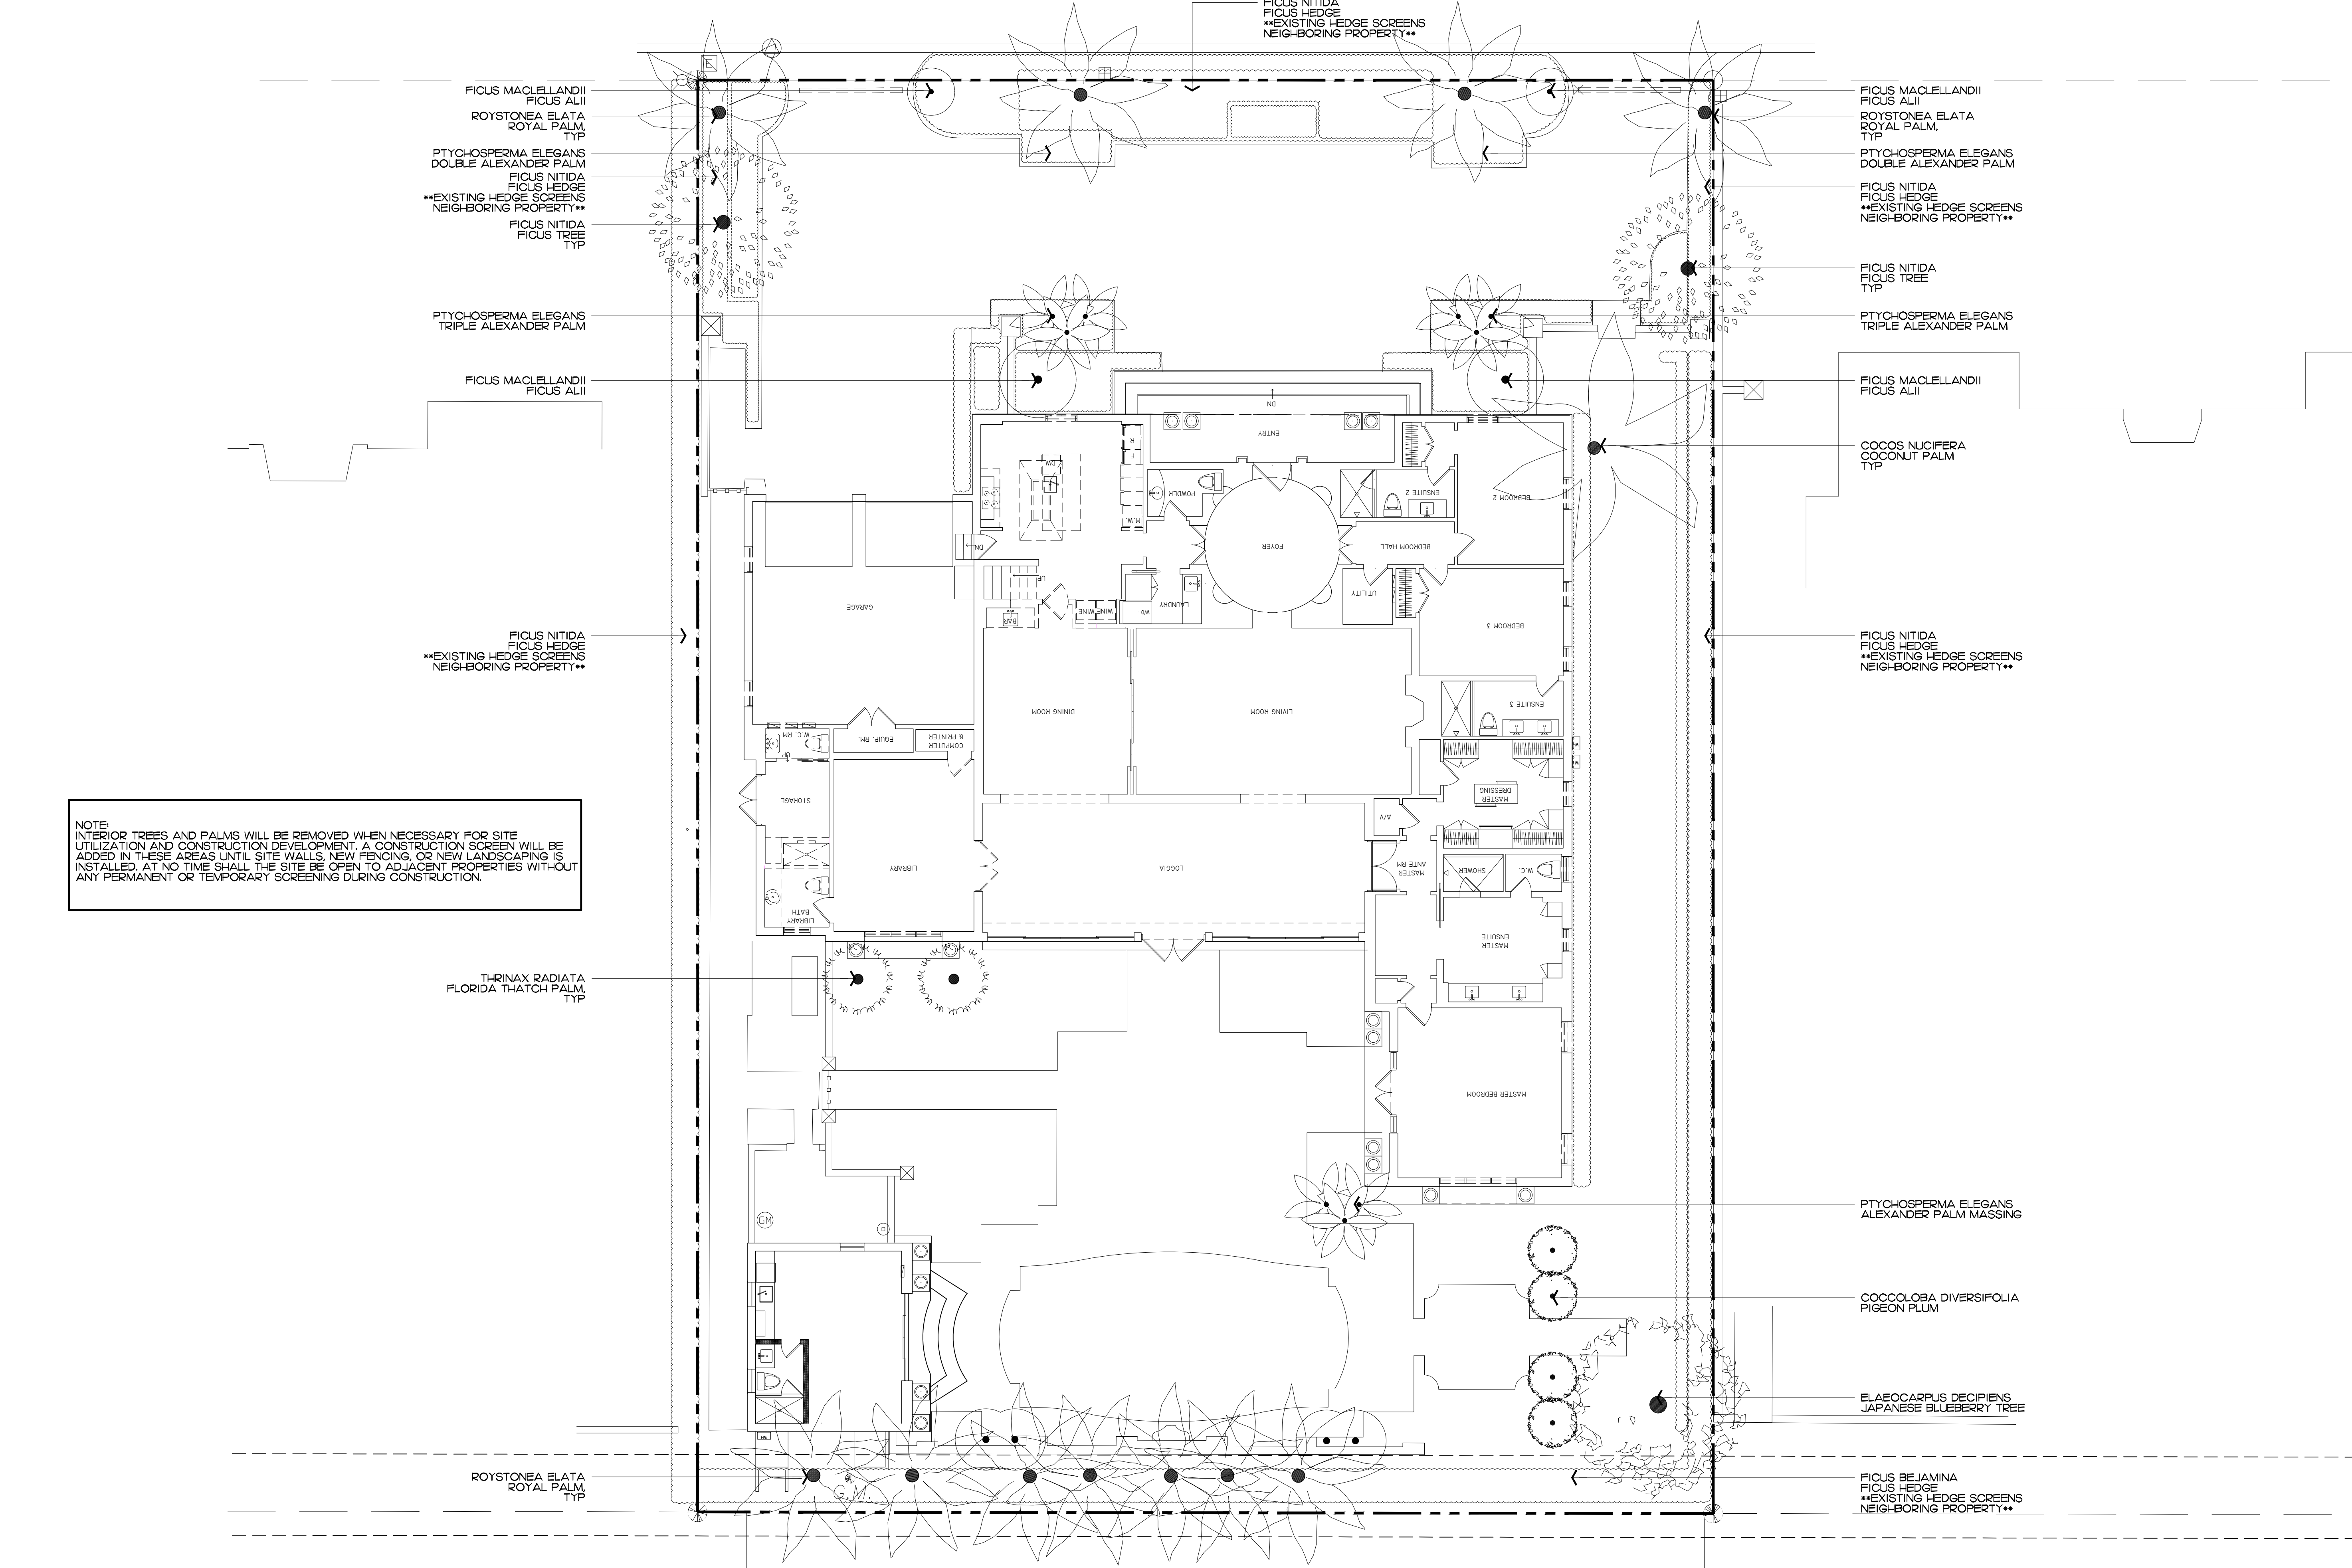 FICUS NITIDA
FICUS HEDGE
**EXISTING HEDGE SCREENS
NEIGHBORING PROPERTY**
FICUS MACLELLANDII
FICUS ALII
ROYSTONEA ELATA
ROYAL PALM,
TYP
PTYCHOSPERMA ELEGANS
DOUBLE ALEXANDER PALM
FICUS NITIDA
FICUS HEDGE
**EXISTING HEDGE SCREENS
NEIGHBORING PROPERTY**
FICUS NITIDA
FICUS TREE
TYP
PTYCHOSPERMA ELEGANS
TRIPLE ALEXANDER PALM
FICUS MACLELLANDII
FICUS ALII
FICUS NITIDA
FICUS HEDGE
**EXISTING HEDGE SCREENS
NEIGHBORING PROPERTY**
NOTE:
INTERIOR TREES AND PALMS WILL BE REMOVED WHEN NECESSARY FOR SITE
UTILIZATION AND CONSTRUCTION DEVELOPMENT. A CONSTRUCTION SCREEN WILL BE
ADDED IN THESE AREAS UNTIL SITE WALLS, NEW FENCING, OR NEW LANDSCAPING IS
INSTALLED. AT NO TIME SHALL THE SITE BE OPEN TO ADJACENT PROPERTIES WITHOUT
ANY PERMANENT OR TEMPORARY SCREENING DURING CONSTRUCTION.
THRINAX RADIATA
FLORIDA THATCH PALM,
TYP
ROYSTONEA ELATA
ROYAL PALM,
TYP
E
DN
ENTRY
R
F
DW
POWDER
M.W.
ENSUITE 2
BEDROOM 2
DN
FOYER
BEDROOM HALL
UP
GARAGE
WINE
WINE
BAR
W/D
LAUNDRY
UTILITY
BEDROOM 3
DINING ROOM
LIVING ROOM
ENSUITE 3
W.C. RM
EQUIP. RM.
COMPUTER
& PRINTER
UP
STORAGE
MASTER
DRESSING
A/V
LIBRARY
LOGGIA
MASTER
ANTE RM
SHOWER
W.C.
LIBRARY
BATH
MASTER
ENSUITE
MASTER BEDROOM
GM
G.M.
FICUS MACLELLANDII
FICUS ALII
ROYSTONEA ELATA
ROYAL PALM,
TYP
PTYCHOSPERMA ELEGANS
DOUBLE ALEXANDER PALM
FICUS NITIDA
FICUS HEDGE
**EXISTING HEDGE SCREENS
NEIGHBORING PROPERTY**
FICUS NITIDA
FICUS TREE
TYP
PTYCHOSPERMA ELEGANS
TRIPLE ALEXANDER PALM
FICUS MACLELLANDII
FICUS ALII
COCOS NUCIFERA
COCONUT PALM
TYP
FICUS NITIDA
FICUS HEDGE
**EXISTING HEDGE SCREENS
NEIGHBORING PROPERTY**
PTYCHOSPERMA ELEGANS
ALEXANDER PALM MASSING
COCCOLOBA DIVERSIFOLIA
PIGEON PLUM
ELAEOCARPUS DECIPIENS
JAPANESE BLUEBERRY TREE
FICUS BEJAMINA
FICUS HEDGE
**EXISTING HEDGE SCREENS
NEIGHBORING PROPERTY**